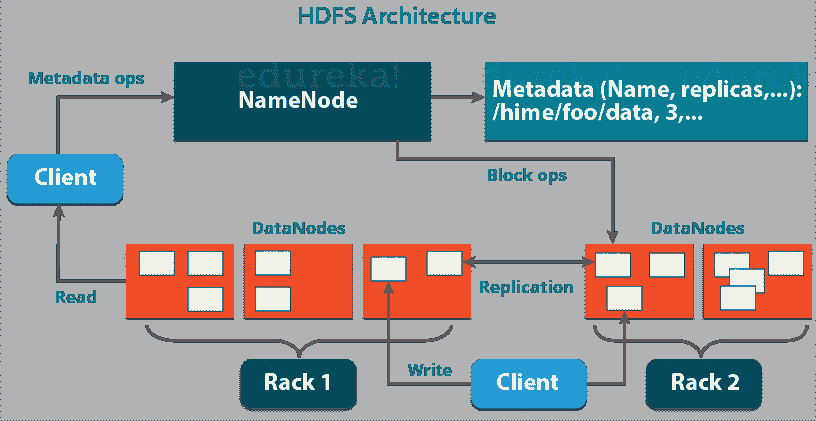 HDFS Architecture
edureka!
Metadata ops
NameNode
Metadata (Name, replicas,...):
/hime/foo/data, 3,...
Client
Block ops
DataNodes
DataNodes
Read
Replication
Rack 1
Write
Client
Rack 2